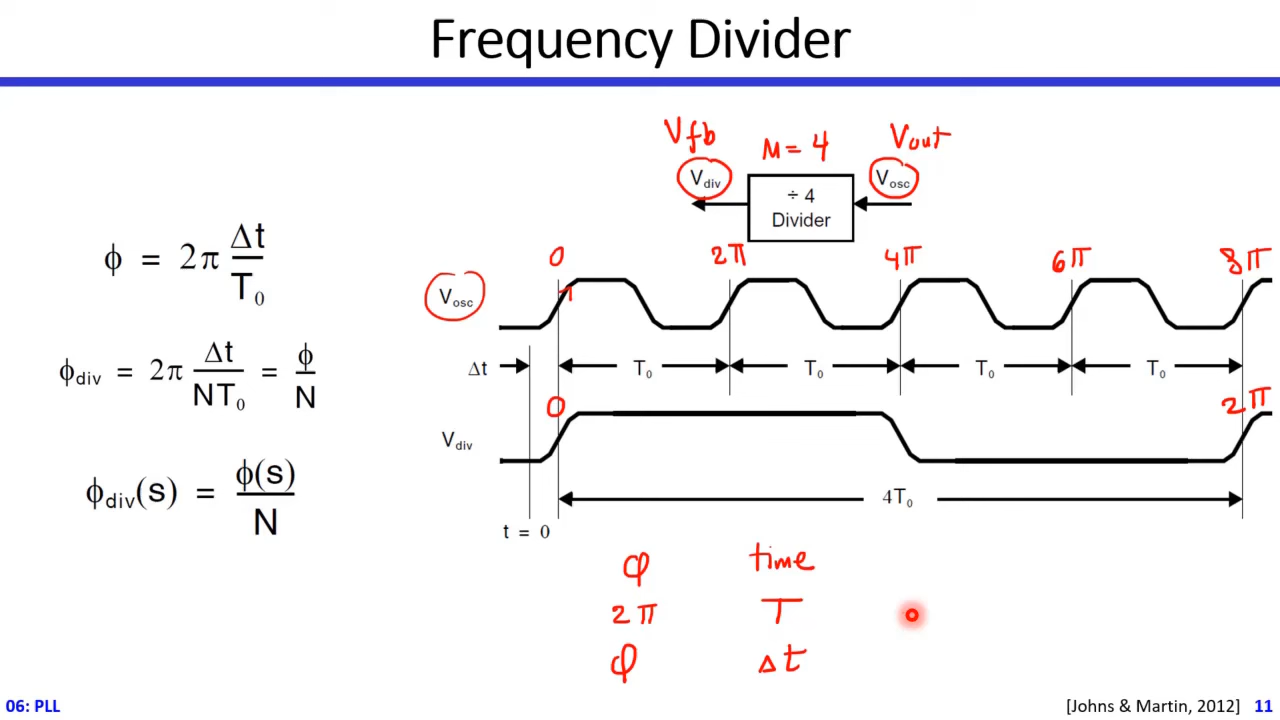 Frequency Divider
Vfb
M = 4
Vout
Vdiv
Vosc
÷ 4
Divider
ϕ = 2π Δt / T₀
ϕdiv = 2π Δt / NT₀ = ϕ / N
ϕdiv(s) = ϕ(s) / N
0 2π 4π 6π 8π
Vosc
Δt T₀ T₀ T₀ T₀
0 2π
Vdiv
4T₀
t = 0
φ time
2π T
φ Δt
06: PLL
[Johns & Martin, 2012] 11